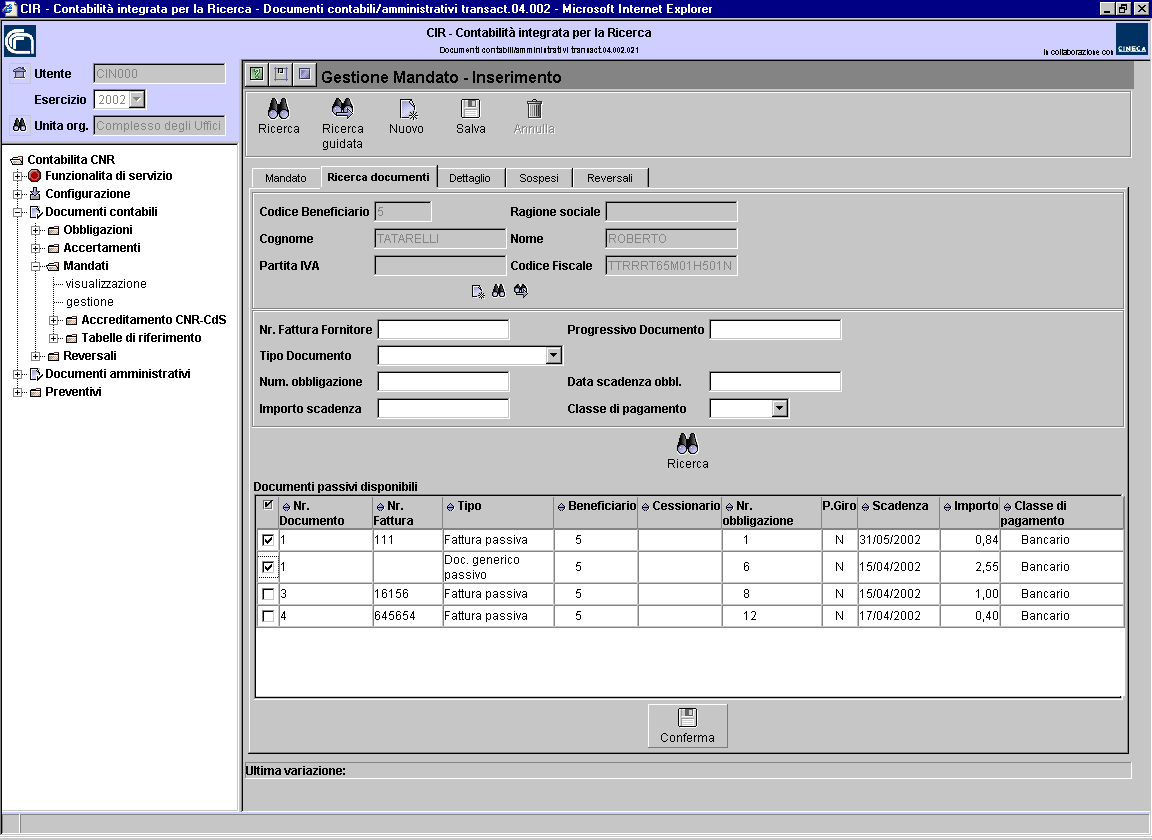 CIR - Contabilità integrata per la Ricerca - Documenti contabili/amministrativi transact.04.002 - Microsoft Internet Explorer
CIR - Contabilità integrata per la Ricerca
Documenti contabili/amministrativi transact.04.002.021
In collaborazione con
CINECA
Utente CIN000
Esercizio 2002
Unita org. Complesso degli Uffici
Contabilita CNR
Funzionalita di servizio
Configurazione
Documenti contabili
Obbligazioni
Accertamenti
Mandati
visualizzazione
gestione
Accreditamento CNR-CdS
Tabelle di riferimento
Reversali
Documenti amministrativi
Preventivi
Gestione Mandato - Inserimento
Ricerca
Ricerca guidata
Nuovo
Salva
Annulla
Mandato Ricerca documenti Dettaglio Sospesi Reversali
Codice Beneficiario 5 Ragione sociale
Cognome TATARELLI Nome ROBERTO
Partita IVA Codice Fiscale TTRRRT65M01H501N
Nr. Fattura Fornitore Progressivo Documento
Tipo Documento
Num. obbligazione Data scadenza obbl.
Importo scadenza Classe di pagamento
Ricerca
Documenti passivi disponibili
Nr. Documento Nr. Fattura Tipo Beneficiario Cessionario Nr. obbligazione P.Giro Scadenza Importo Classe di pagamento
1 111 Fattura passiva 5 1 N 31/05/2002 0,84 Bancario
1 Doc. generico passivo 5 6 N 15/04/2002 2,55 Bancario
3 16156 Fattura passiva 5 8 N 15/04/2002 1,00 Bancario
4 645654 Fattura passiva 5 12 N 17/04/2002 0,40 Bancario
Conferma
Ultima variazione: